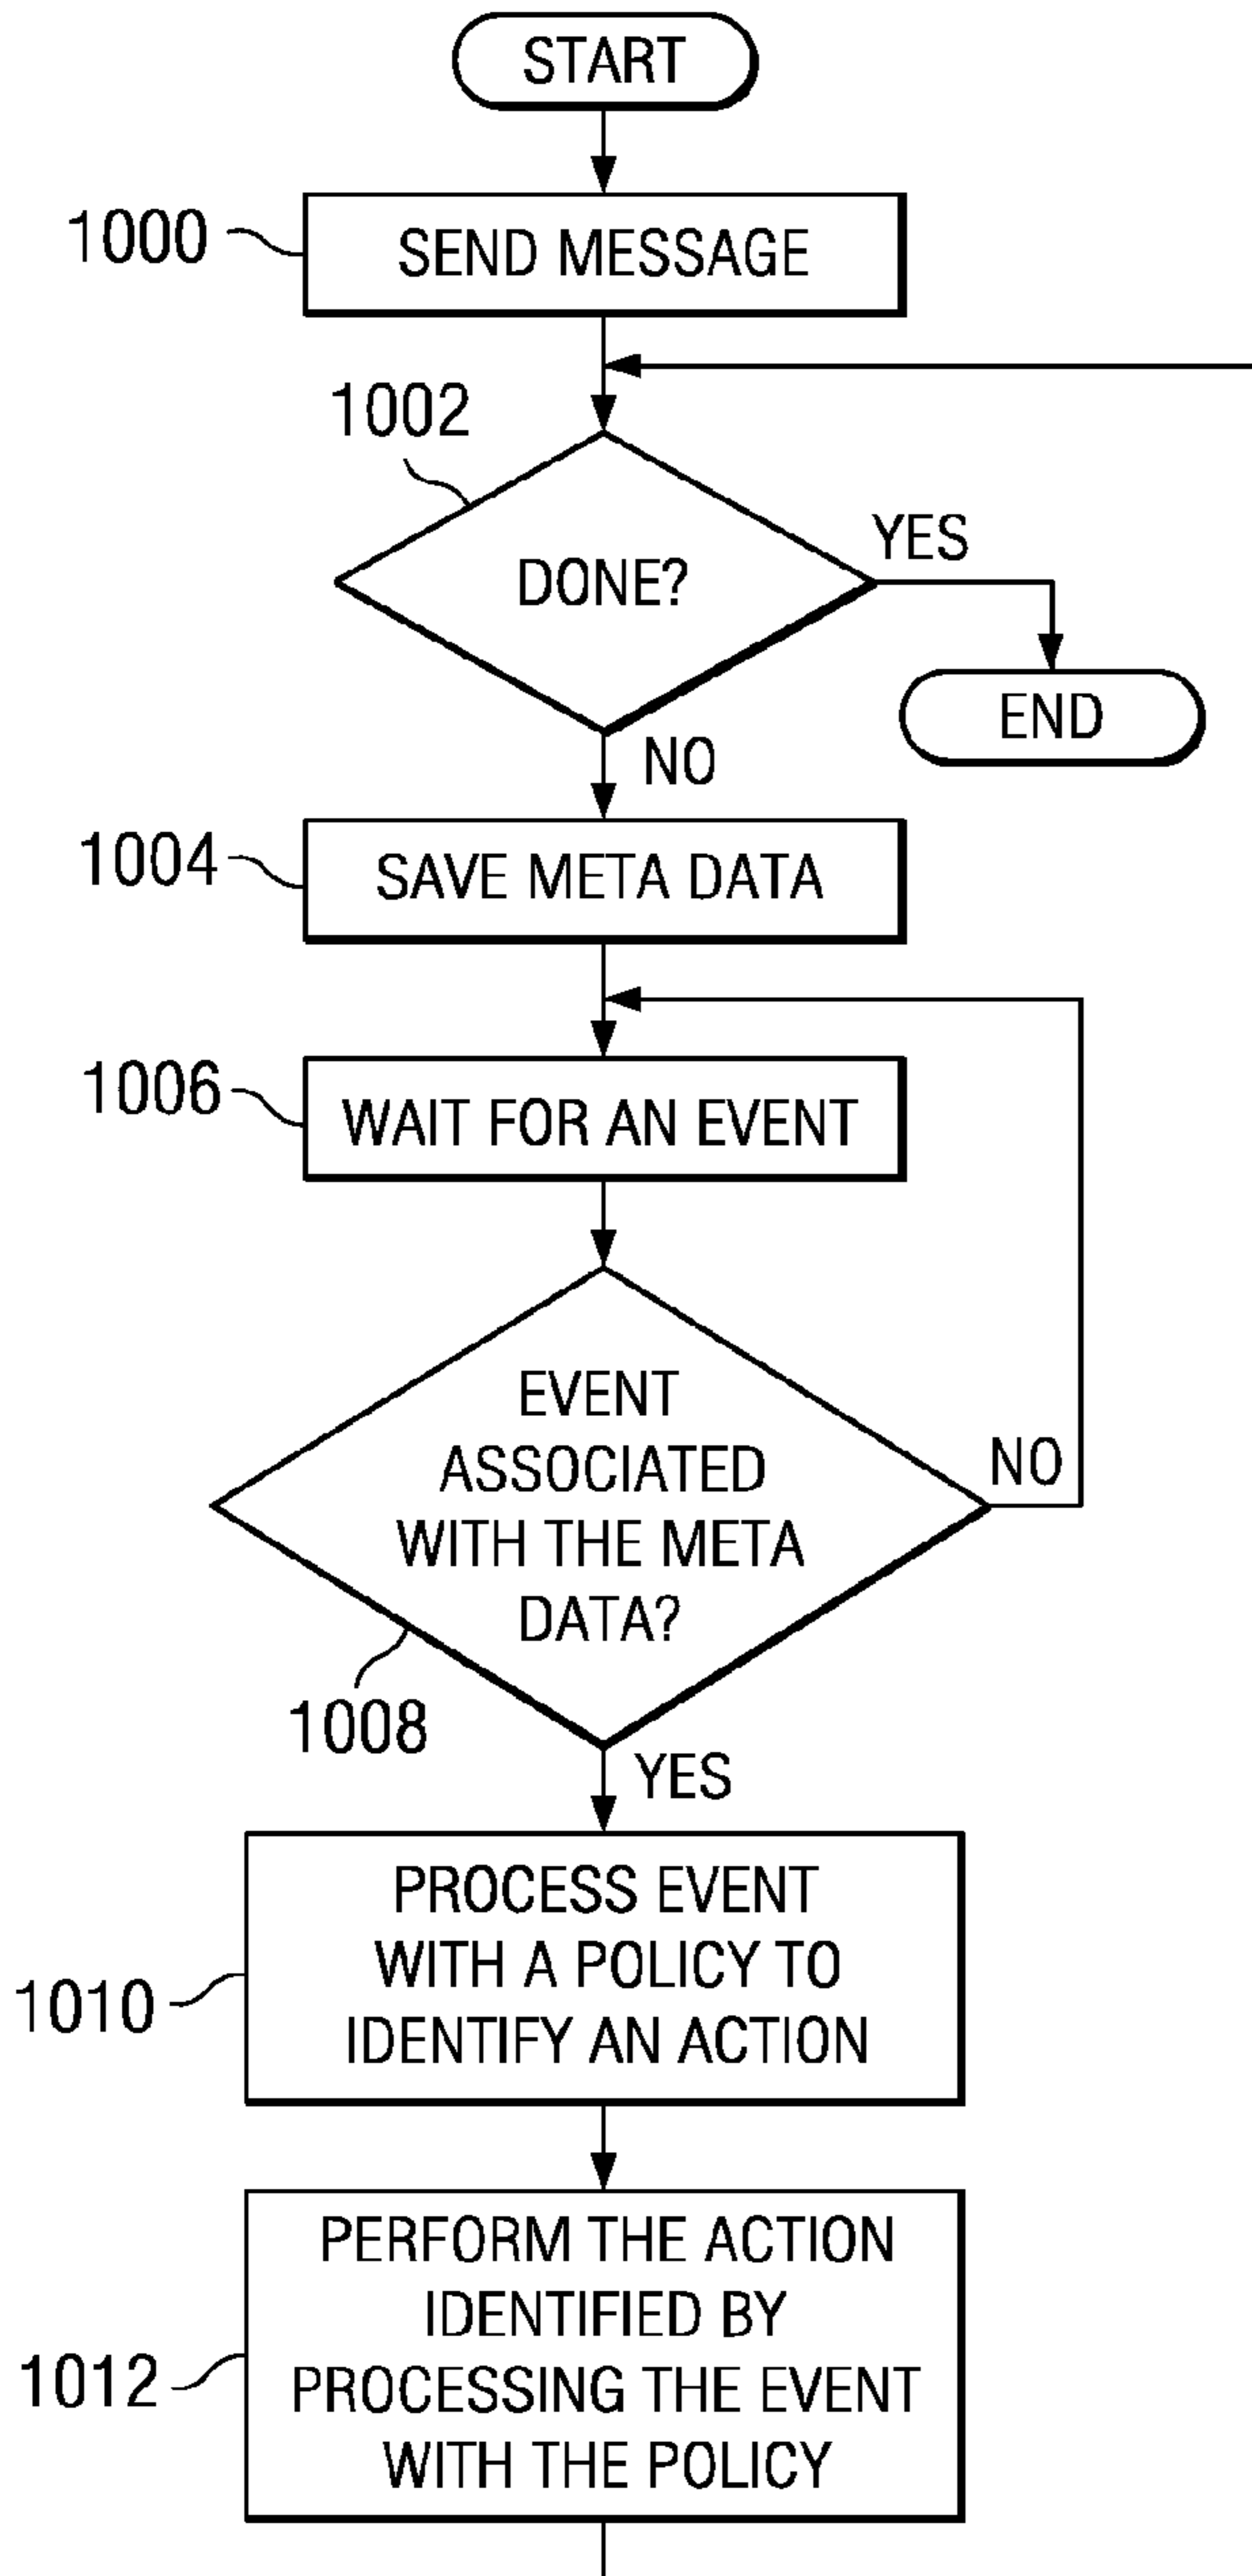 START
1000
SEND MESSAGE
1002
DONE?
YES
END
NO
1004
SAVE META DATA
1006
WAIT FOR AN EVENT
EVENT
ASSOCIATED
WITH THE META
DATA?
NO
1008
YES
PROCESS EVENT
WITH A POLICY TO
IDENTIFY AN ACTION
1010
PERFORM THE ACTION
IDENTIFIED BY
PROCESSING THE EVENT
WITH THE POLICY
1012